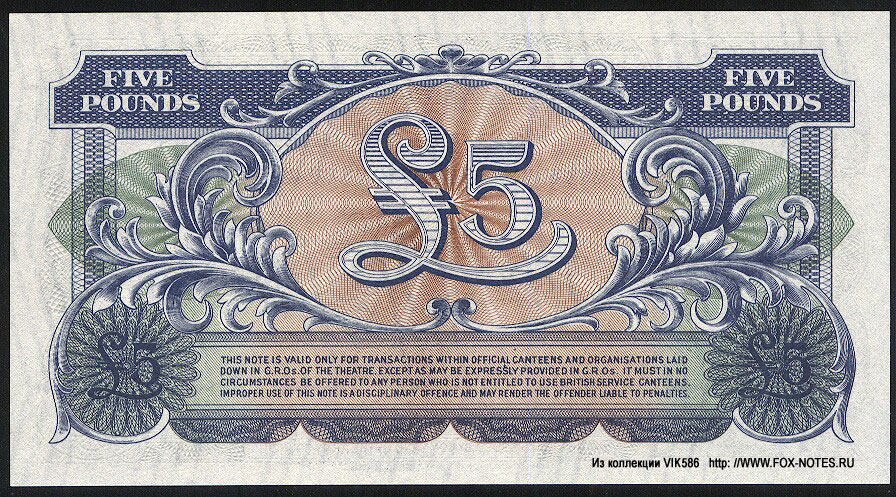 FIVE
POUNDS
FIVE
POUNDS
£5
£5
£5
THIS NOTE IS VALID ONLY FOR TRANSACTIONS WITHIN OFFICIAL CANTEENS AND ORGANISATIONS LAID
DOWN IN G.R.Os. OF THE THEATRE. EXCEPT AS MAY BE EXPRESSLY PROVIDED IN G.R.Os. IT MUST IN NO
CIRCUMSTANCES BE OFFERED TO ANY PERSON WHO IS NOT ENTITLED TO USE BRITISH SERVICE CANTEENS.
IMPROPER USE OF THIS NOTE IS A DISCIPLINARY OFFENCE AND MAY RENDER THE OFFENDER LIABLE TO PENALTIES.
Из коллекции VIK586 http: //WWW.FOX-NOTES.RU